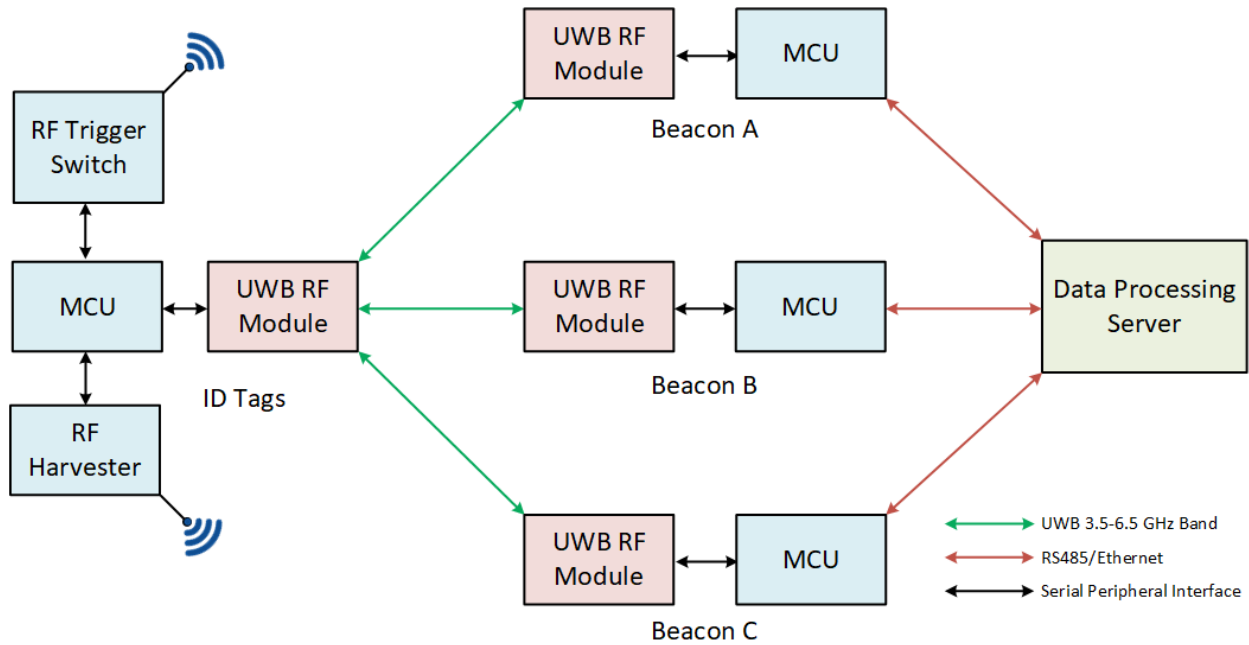 RF Trigger
Switch
MCU
RF
Harvester
UWB RF
Module
ID Tags
UWB RF
Module
MCU
Beacon A
UWB RF
Module
MCU
Beacon B
UWB RF
Module
MCU
Beacon C
Data Processing
Server
UWB 3.5-6.5 GHz Band
RS485/Ethernet
Serial Peripheral Interface